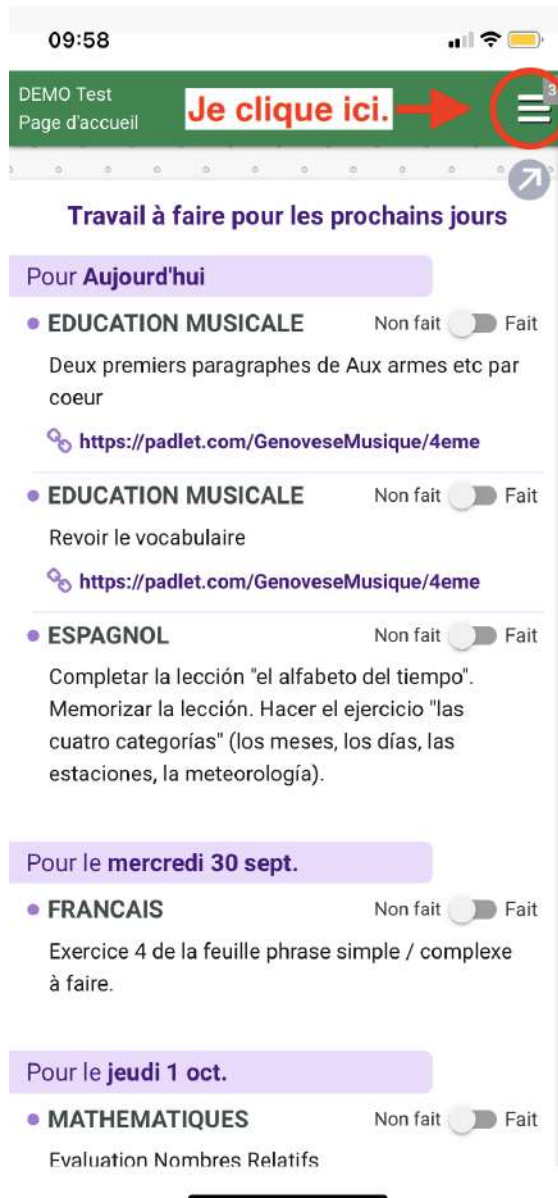 09:58
DEMO Test
Page d'accueil
Je clique ici.
3
Travail à faire pour les prochains jours
Pour Aujourd'hui
EDUCATION MUSICALE Non fait Fait
Deux premiers paragraphes de Aux armes etc par
coeur
https://padlet.com/GenoveseMusique/4eme
EDUCATION MUSICALE Non fait Fait
Revoir le vocabulaire
https://padlet.com/GenoveseMusique/4eme
ESPAGNOL Non fait Fait
Completar la lección "el alfabeto del tiempo".
Memorizar la lección. Hacer el ejercicio "las
cuatro categorías" (los meses, los días, las
estaciones, la meteorología).
Pour le mercredi 30 sept.
FRANCAIS Non fait Fait
Exercice 4 de la feuille phrase simple / complexe
à faire.
Pour le jeudi 1 oct.
MATHEMATIQUES Non fait Fait
Evaluation Nombres Relatifs